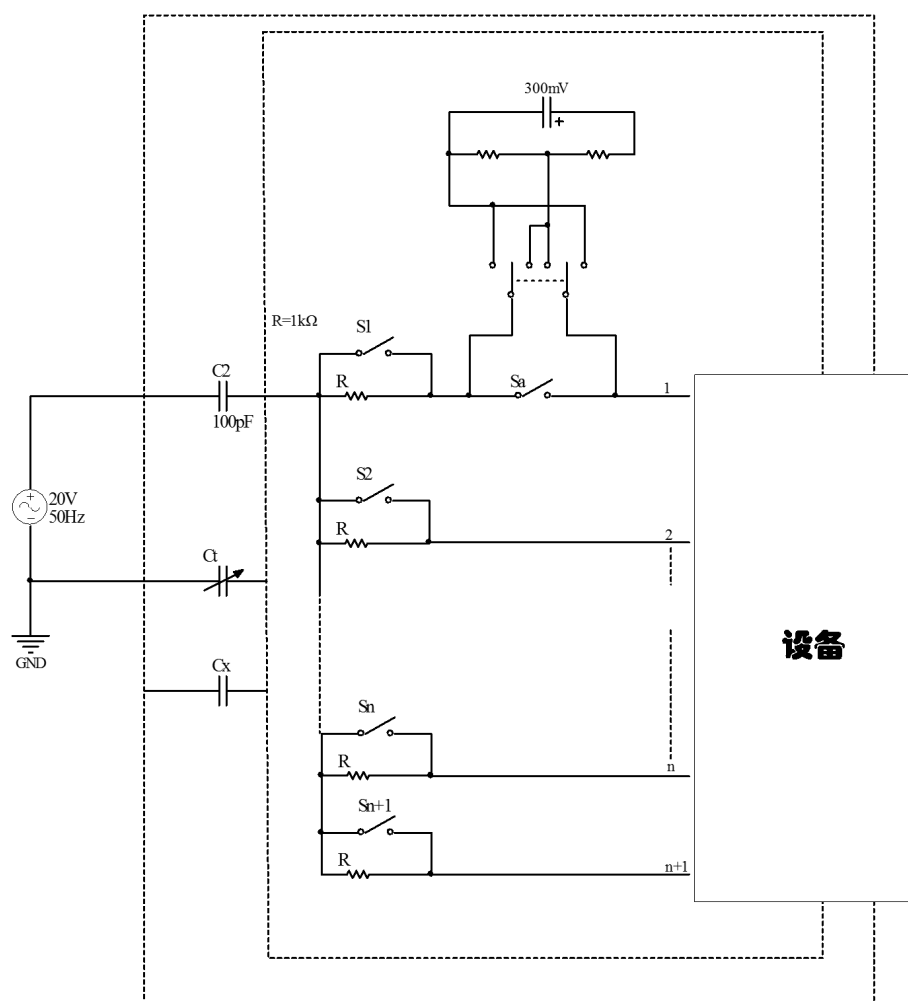 300mV
+
R=1kΩ
S1
R
C2
100pF
Sa
1
S2
R
2
+
20V
50Hz
−
Ct
GND
Cx
设备
Sn
R
n
Sn+1
R
n+1